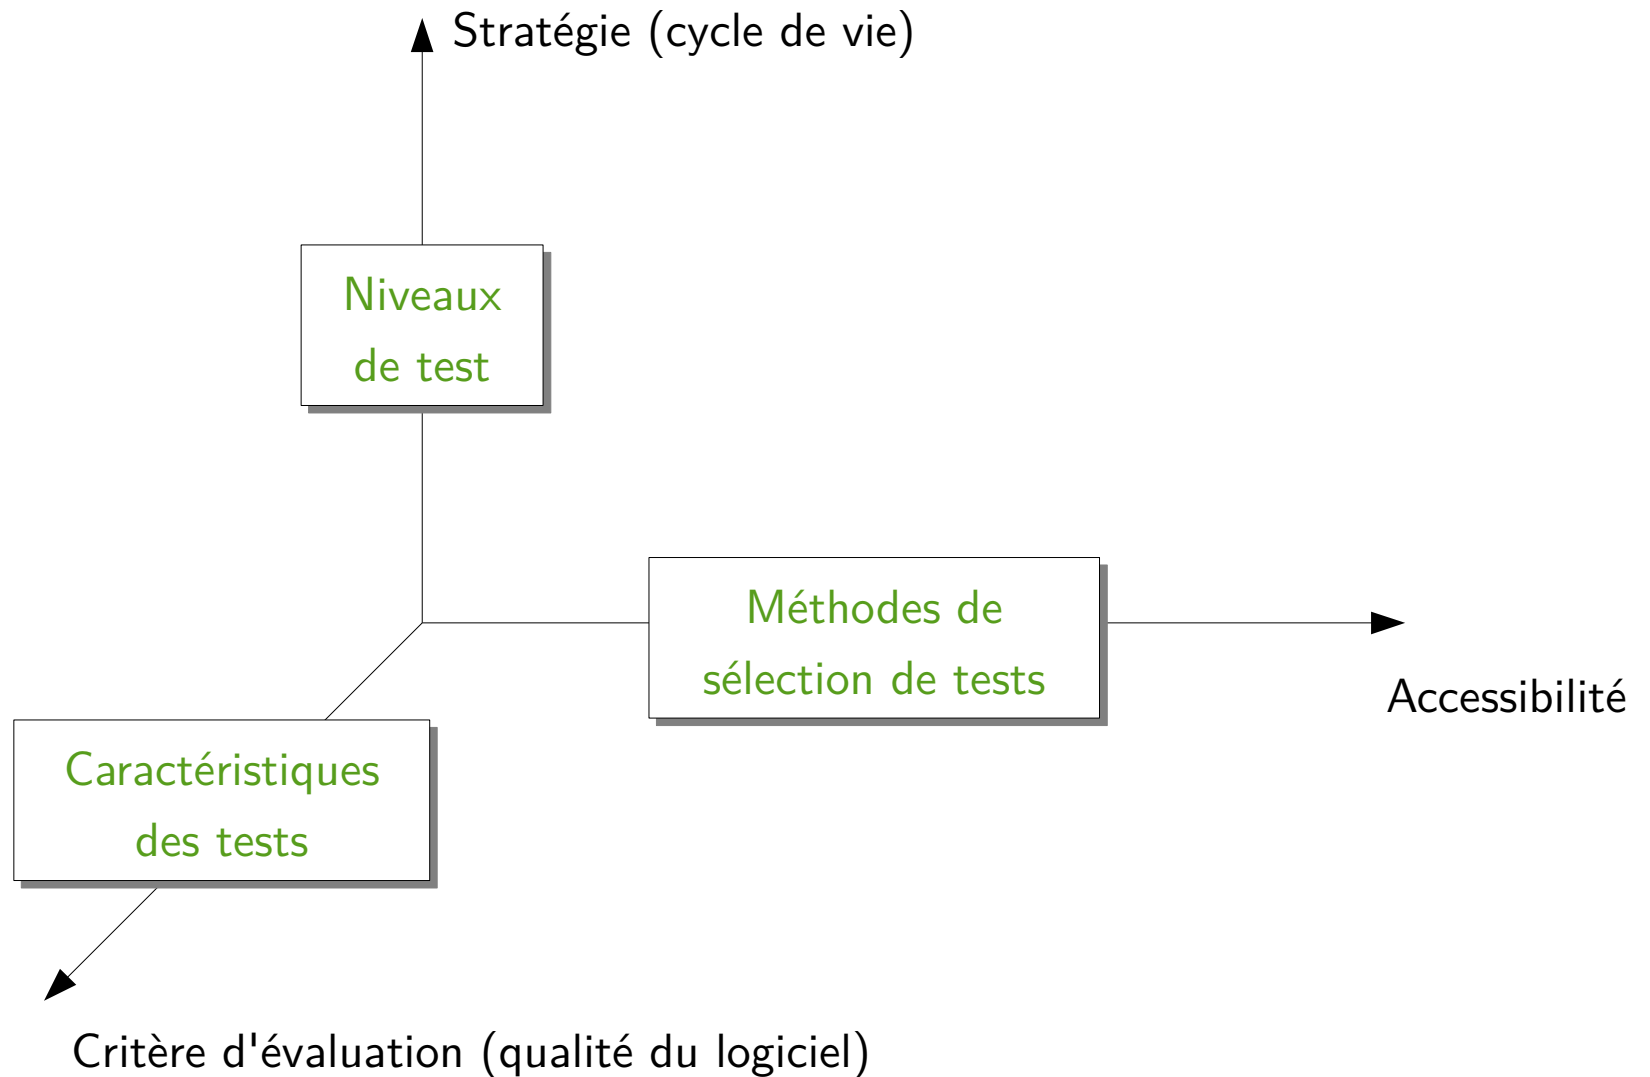 Stratégie (cycle de vie)
Niveaux
de test
Méthodes de
sélection de tests
Accessibilité
Caractéristiques
des tests
Critère d'évaluation (qualité du logiciel)